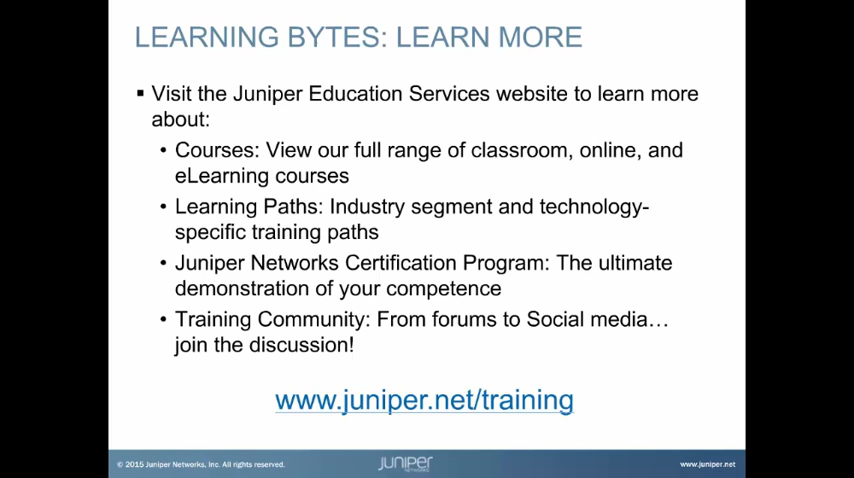 LEARNING BYTES: LEARN MORE
▪ Visit the Juniper Education Services website to learn more
about:
• Courses: View our full range of classroom, online, and
eLearning courses
• Learning Paths: Industry segment and technology-
specific training paths
• Juniper Networks Certification Program: The ultimate
demonstration of your competence
• Training Community: From forums to Social media…
join the discussion!
www.juniper.net/training
© 2015 Juniper Networks, Inc. All rights reserved.
JUNIPER
NETWORKS
www.juniper.net